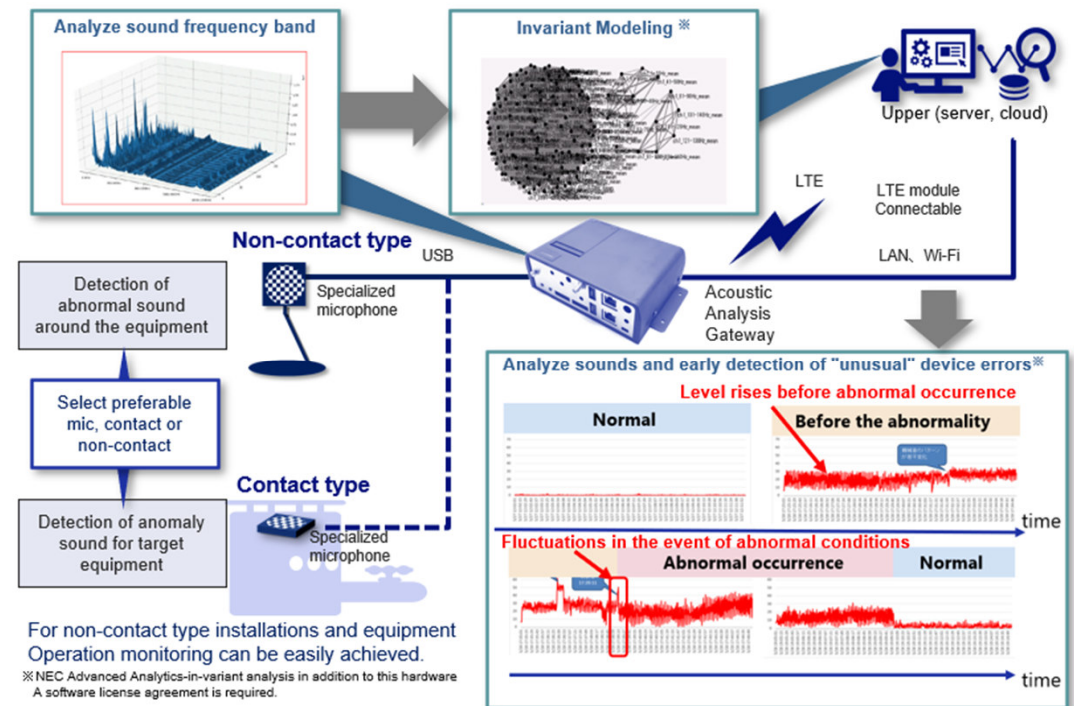 Analyze sound frequency band
Invariant Modeling ※
Upper (server, cloud)
LTE
LTE module
Connectable
LAN、Wi-Fi
Non-contact type
USB
Specialized
microphone
Acoustic
Analysis
Gateway
Detection of
abnormal sound
around the equipment
Select preferable
mic, contact or
non-contact
Detection of anomaly
sound for target
equipment
Contact type
Specialized
microphone
Analyze sounds and early detection of "unusual" device errors※
Level rises before abnormal occurrence
Normal
Before the abnormality
time
Fluctuations in the event of abnormal conditions
Abnormal occurrence
Normal
time
For non-contact type installations and equipment
Operation monitoring can be easily achieved.
※NEC Advanced Analytics-in-variant analysis in addition to this hardware
A software license agreement is required.